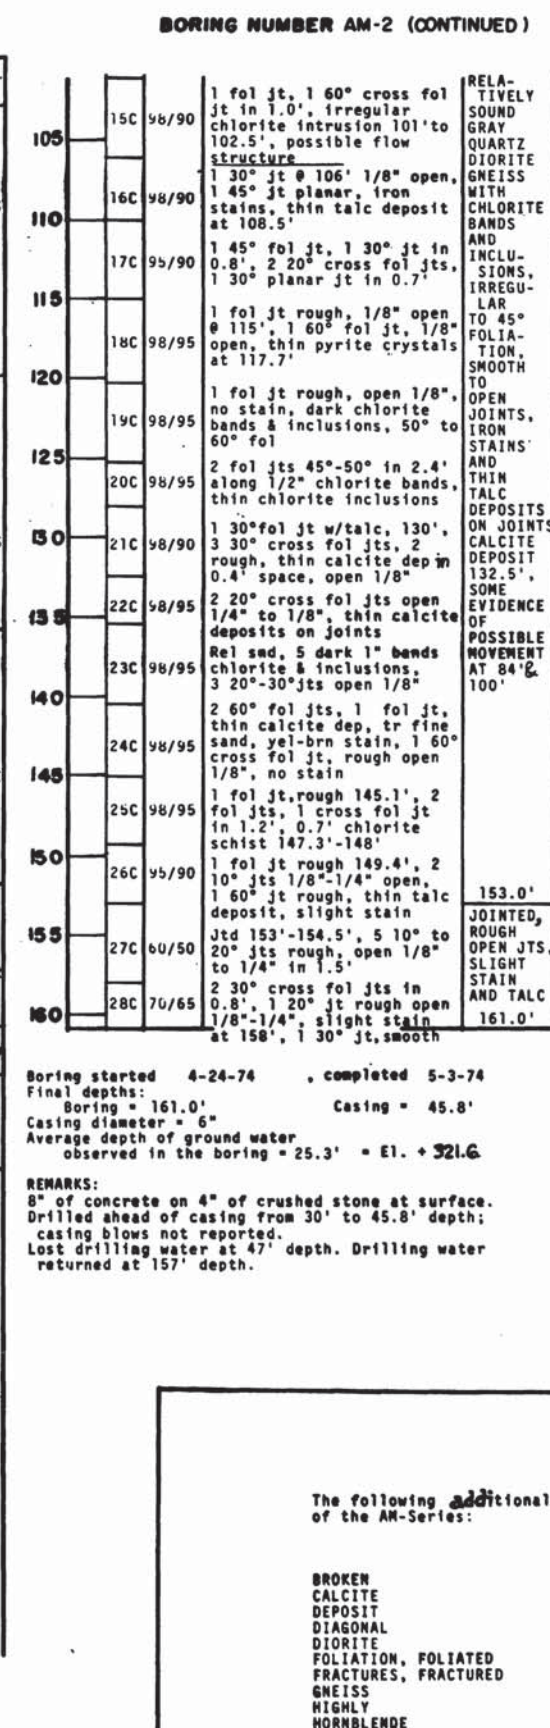 BORING NUMBER AM-2 (CONTINUED)
15C 98/90
1 fol jt, 1 60° cross fol
jt in 1.0', irregular
chlorite intrusion 101'to
102.5', possible flow
structure
105
16C 98/90
1 30° jt @ 106' 1/8" open,
1 45° jt planar, iron
stains, thin talc deposit
at 108.5'
110
17C 95/90
1 45° fol jt, 1 30° jt in
0.8', 2 20° cross fol jts,
1 30° planar jt in 0.7'
115
18C 98/95
1 fol jt rough, 1/8" open
@ 115', 1 60° fol jt, 1/8"
open, thin pyrite crystals
at 117.7'
120
19C 98/95
1 fol jt rough, open 1/8",
no stain, dark chlorite
bands & inclusions, 50° to
60° fol
125
20C 98/95
2 fol jts 45°-50° in 2.4'
along 1/2" chlorite bands,
thin chlorite inclusions
130
21C 98/90
1 30°fol jt w/talc, 130',
3 30° cross fol jts, 2
rough, thin calcite dep in
0.4' space, open 1/8"
22C 98/95
2 20° cross fol jts open
1/4" to 1/8", thin calcite
deposits on joints
135
23C 98/95
Rel snd, 5 dark 1" bands
chlorite & inclusions,
3 20°-30°jts open 1/8"
140
24C 98/95
2 60° fol jts, 1 fol jt,
thin calcite dep, tr fine
sand, yel-brn stain, 1 60°
cross fol jt, rough open
1/8", no stain
145
25C 98/95
1 fol jt,rough 145.1', 2
fol jts, 1 cross fol jt
in 1.2', 0.7' chlorite
schist 147.3'-148'
150
26C 95/90
1 fol jt rough 149.4', 2
10° jts 1/8"-1/4" open,
1 60° jt rough, thin talc
deposit, slight stain
155
27C 60/50
Jtd 153'-154.5', 5 10° to
20° jts rough, open 1/8"
to 1/4" in 1.5'
28C 70/65
2 30° cross fol jts in
0.8', 1 20° jt rough open
1/8"-1/4", slight stain
at 158', 1 30° jt,smooth
160
RELA-
TIVELY
SOUND
GRAY
QUARTZ
DIORITE
GNEISS
WITH
CHLORITE
BANDS
AND
INCLU-
SIONS,
IRREGU-
LAR
TO 45°
FOLIA-
TION,
SMOOTH
TO
OPEN
JOINTS,
IRON
STAINS
AND
THIN
TALC
DEPOSITS
ON JOINTS
CALCITE
DEPOSIT
132.5',
SOME
EVIDENCE
OF
POSSIBLE
MOVEMENT
AT 84'&
100'
153.0'
JOINTED,
ROUGH
OPEN JTS,
SLIGHT
STAIN
AND TALC
161.0'
Boring started 4-24-74 , completed 5-3-74
Final depths:
Boring = 161.0' Casing = 45.8'
Casing diameter = 6"
Average depth of ground water
observed in the boring = 25.3' = El. + 321.6
REMARKS:
8" of concrete on 4" of crushed stone at surface.
Drilled ahead of casing from 30' to 45.8' depth;
casing blows not reported.
Lost drilling water at 47' depth. Drilling water
returned at 157' depth.
The following additional
of the AM-Series:
BROKEN
CALCITE
DEPOSIT
DIAGONAL
DIORITE
FOLIATION, FOLIATED
FRACTURES, FRACTURED
GNEISS
HIGHLY
HORNBLENDE